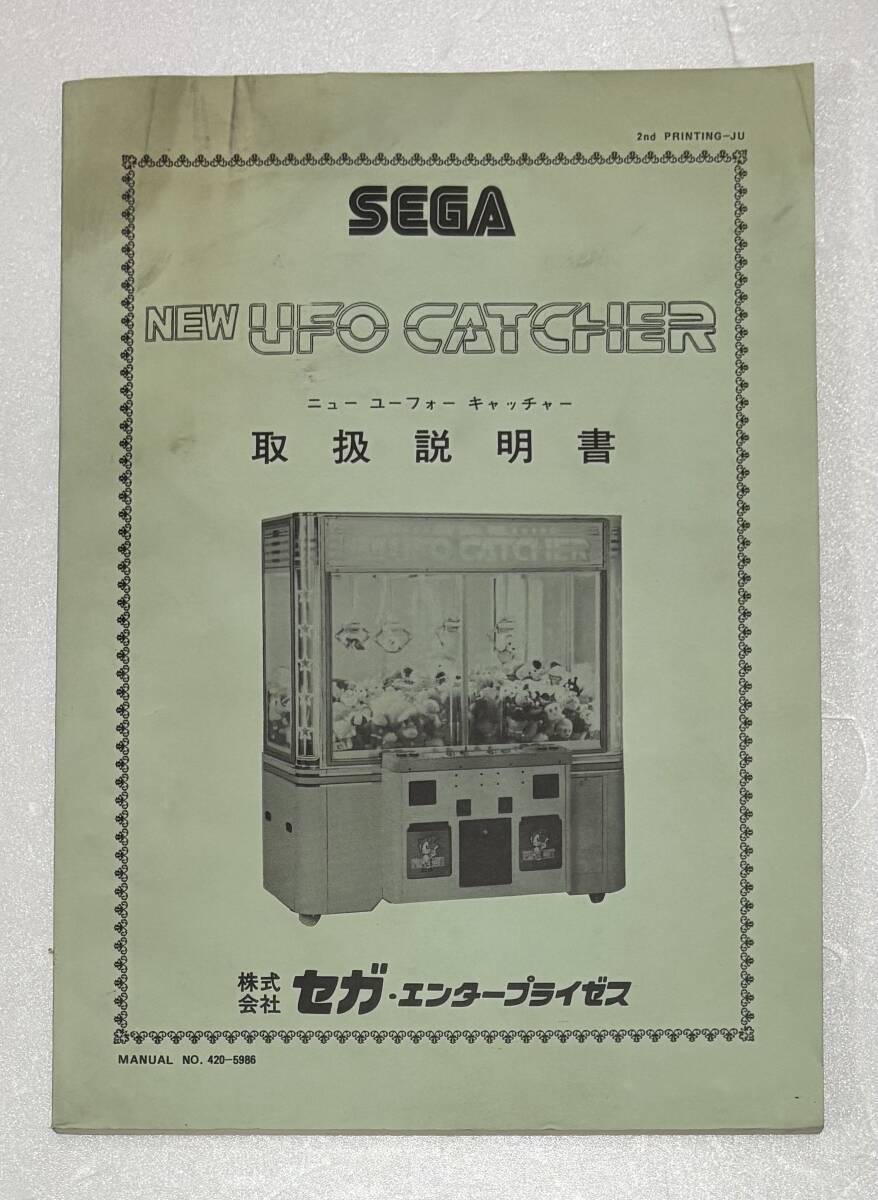 2nd PRINTING-JU
SEGA
NEW UFO CATCHER
ニュー ユーフォー キャッチャー
取扱説明書
UFO CATCHER
株式会社 セガ・エンタープライゼス
MANUAL NO. 420-5986